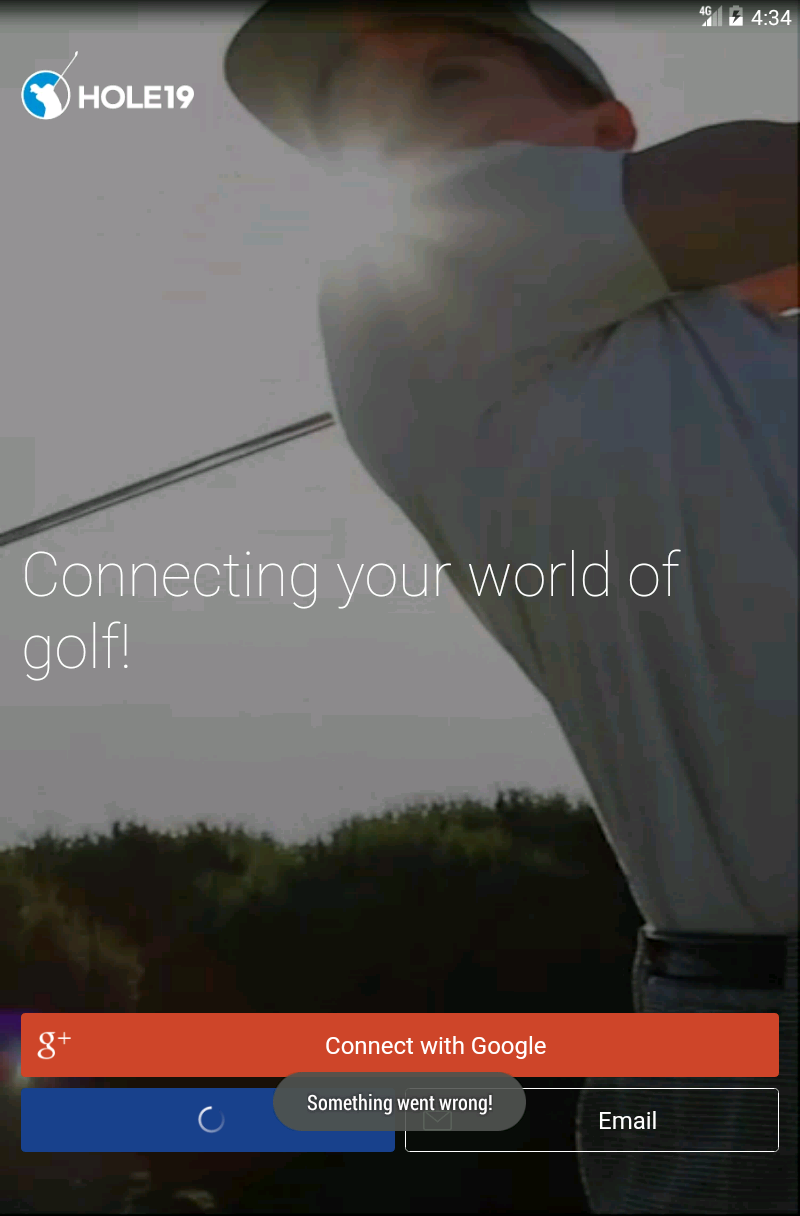 4G
4:34
HOLE19
Connecting your world of
golf!
g+
Connect with Google
Something went wrong!
Email